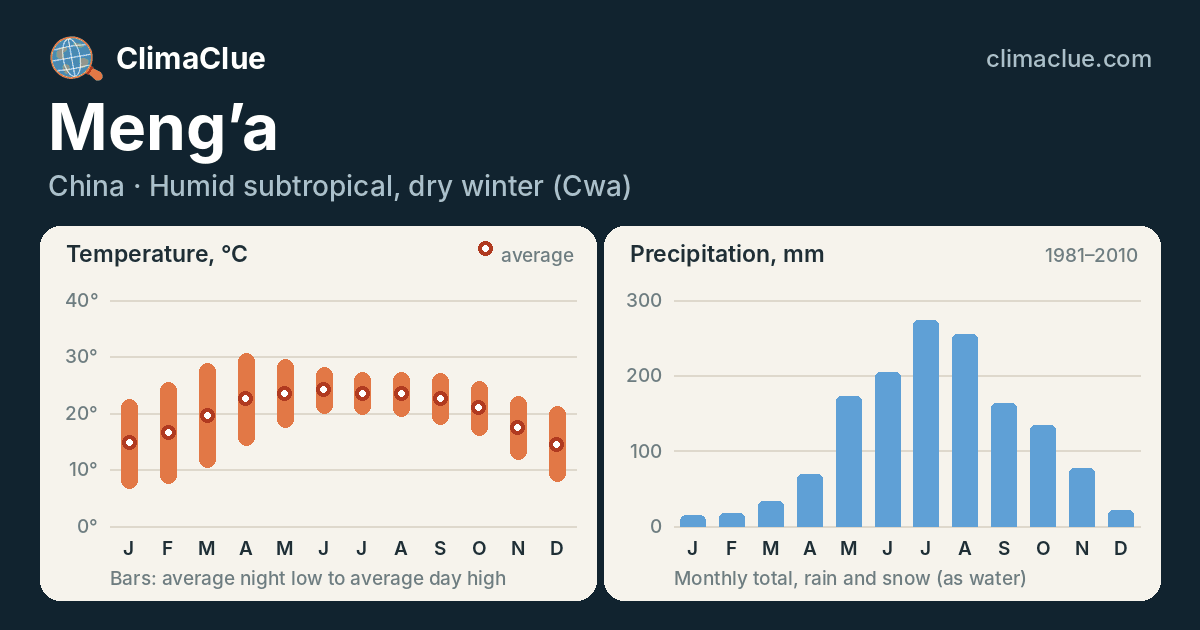 ClimaClue
climaclue.com
Meng’a
China · Humid subtropical, dry winter (Cwa)
Temperature, °C
average
40°
30°
20°
10°
0°
J F M A M J J A S O N D
Bars: average night low to average day high
Precipitation, mm
1981–2010
300
200
100
0
J F M A M J J A S O N D
Monthly total, rain and snow (as water)